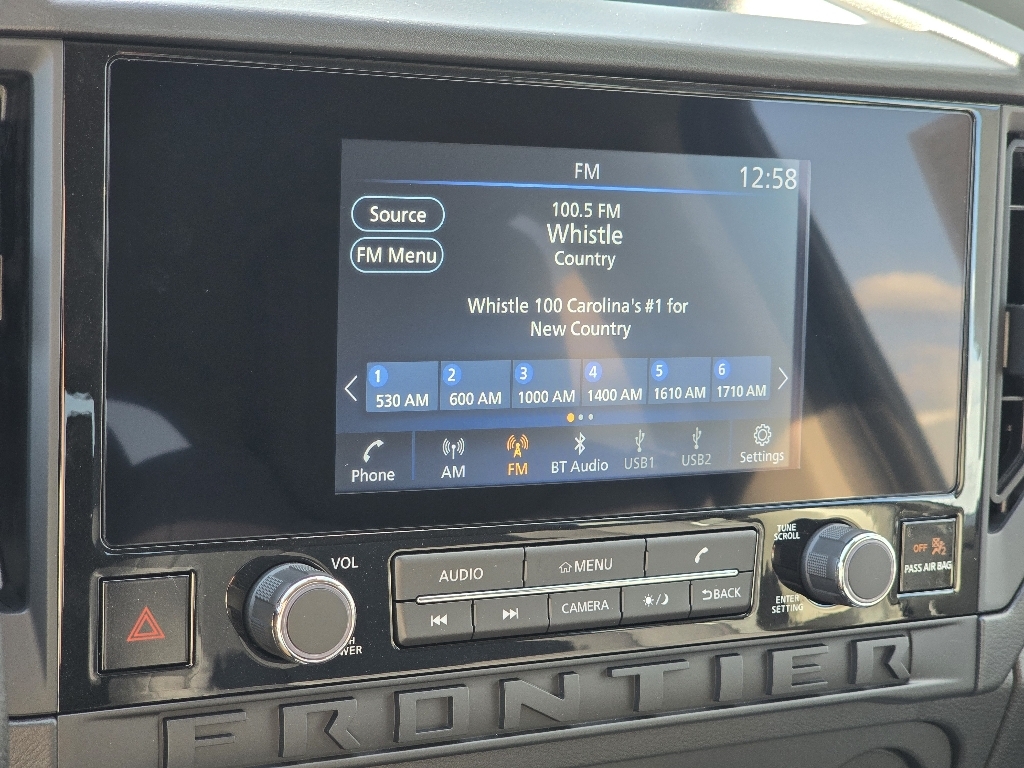 FM
12:58
Source
FM Menu
100.5 FM
Whistle
Country
Whistle 100 Carolina's #1 for
New Country
1 2 3 4 5 6
530 AM 600 AM 1000 AM 1400 AM 1610 AM 1710 AM
Phone AM FM BT Audio USB1 USB2 Settings
VOL
AUDIO
MENU
CAMERA
BACK
TUNE
SCROLL
ENTER
SETTING
OFF
PASS AIR BAG
FRONTIER